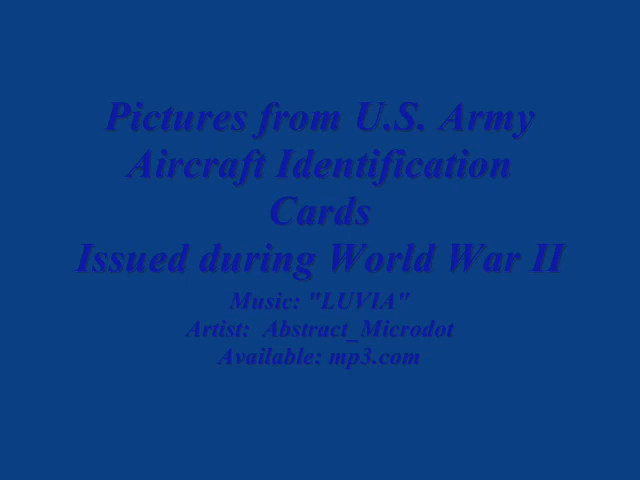 Pictures from U.S. Army
Aircraft Identification
Cards
Issued during World War II
Music: "LUVIA"
Artist:  Abstract_Microdot
Available: mp3.com